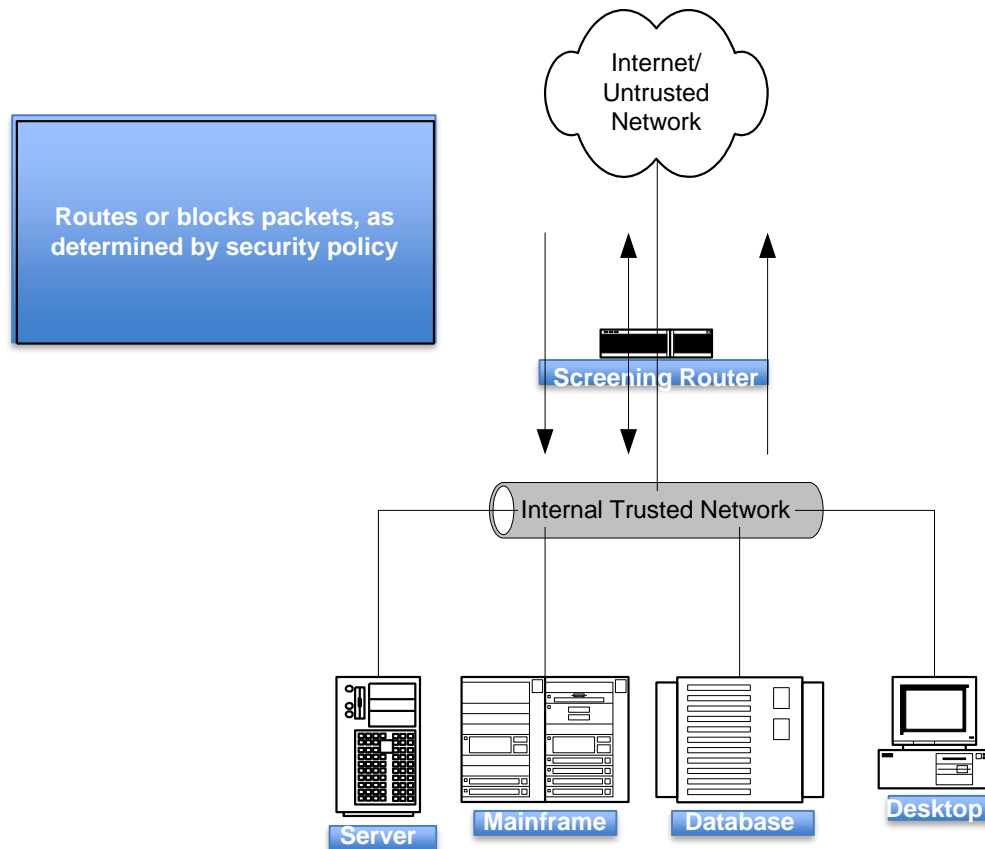 Internet/
Untrusted
Network
Routes or blocks packets, as
determined by security policy
Screening Router
Internal Trusted Network
Server
Mainframe
Database
Desktop